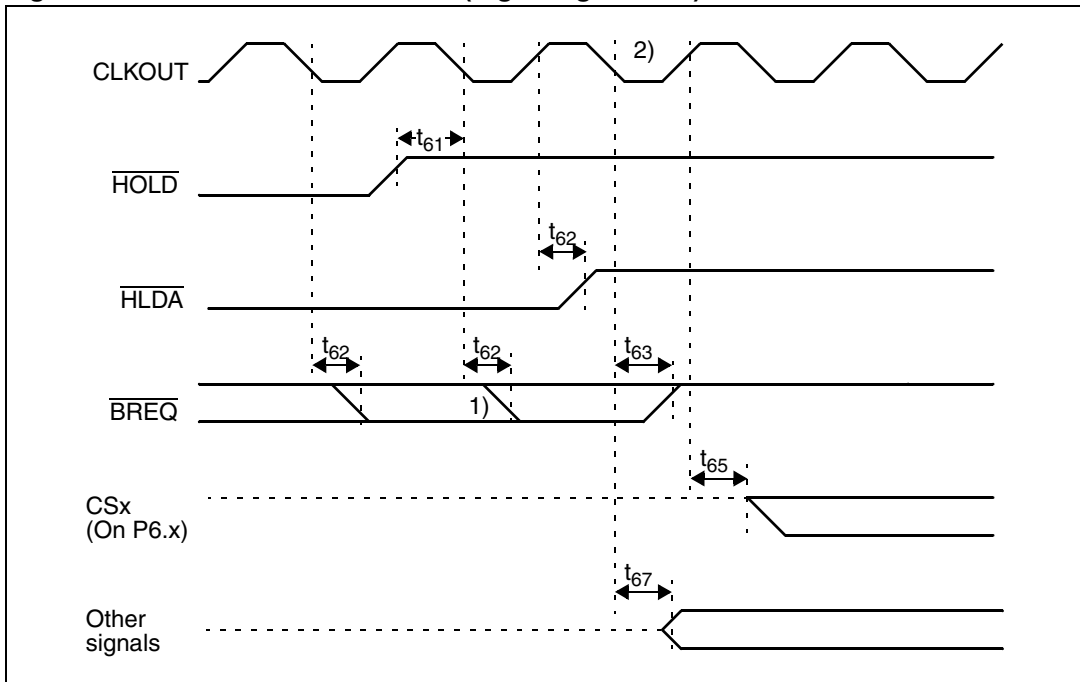 2)
CLKOUT
t61
HOLD
t62
HLDA
t62
t62
t63
BREQ
1)
t65
CSx
(On P6.x)
t67
Other
signals